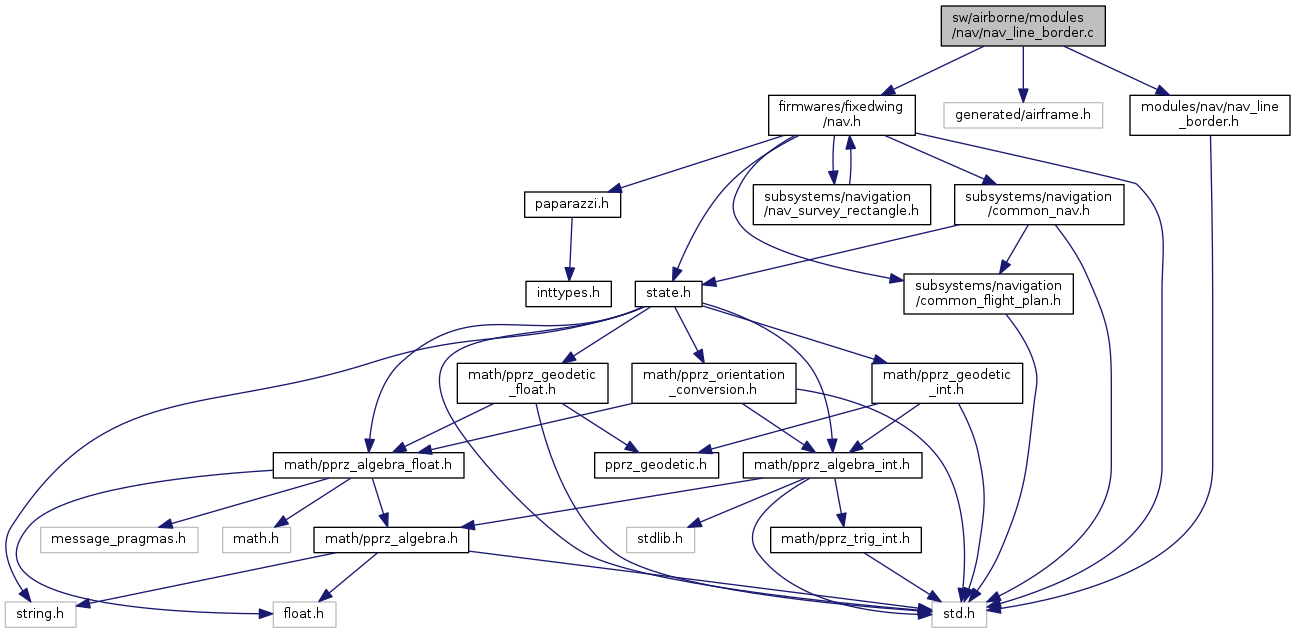 sw/airborne/modules
/nav/nav_line_border.c
firmwares/fixedwing
/nav.h
generated/airframe.h
modules/nav/nav_line
_border.h
paparazzi.h
subsystems/navigation
/nav_survey_rectangle.h
subsystems/navigation
/common_nav.h
inttypes.h
state.h
subsystems/navigation
/common_flight_plan.h
math/pprz_geodetic
_float.h
math/pprz_orientation
_conversion.h
math/pprz_geodetic
_int.h
math/pprz_algebra_float.h
pprz_geodetic.h
math/pprz_algebra_int.h
message_pragmas.h
math.h
math/pprz_algebra.h
stdlib.h
math/pprz_trig_int.h
string.h
float.h
std.h